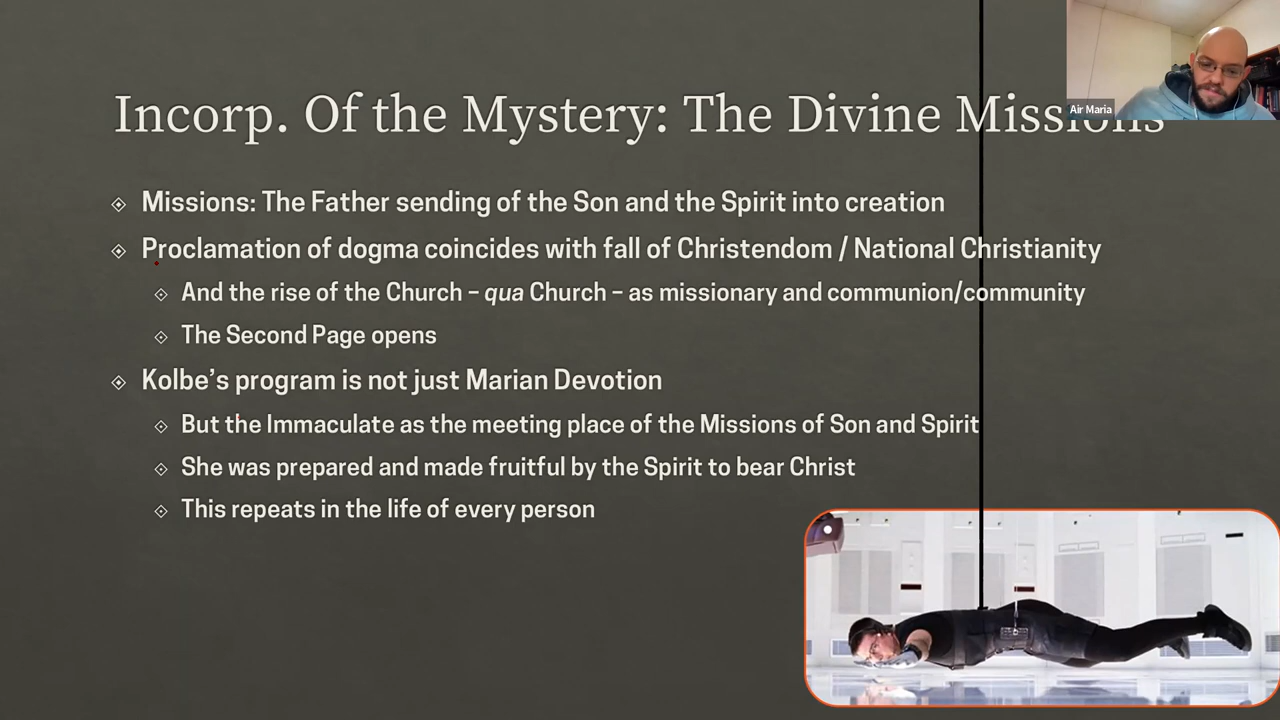 Air Maria
Incorp. Of the Mystery: The Divine Missions
Missions: The Father sending of the Son and the Spirit into creation
Proclamation of dogma coincides with fall of Christendom / National Christianity
And the rise of the Church – qua Church – as missionary and communion/community
The Second Page opens
Kolbe’s program is not just Marian Devotion
But the Immaculate as the meeting place of the Missions of Son and Spirit
She was prepared and made fruitful by the Spirit to bear Christ
This repeats in the life of every person